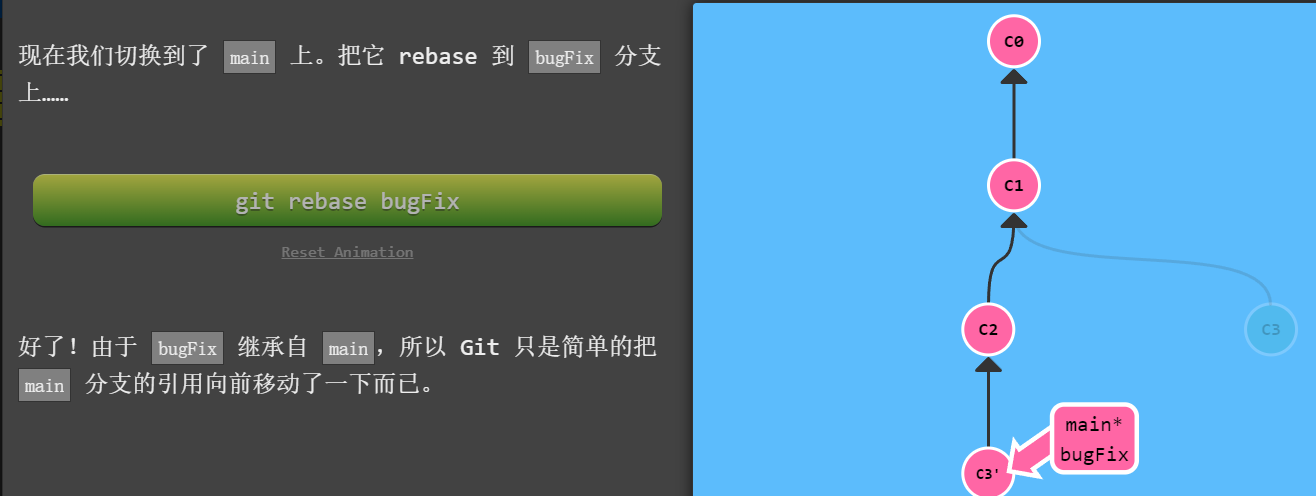 现在我们切换到了 main 上。把它 rebase 到 bugFix 分支
上……
git rebase bugFix
Reset Animation
好了！由于 bugFix 继承自 main，所以 Git 只是简单的把
main 分支的引用向前移动了一下而已。
C0
C1
C2
C3
C3'
main*
bugFix